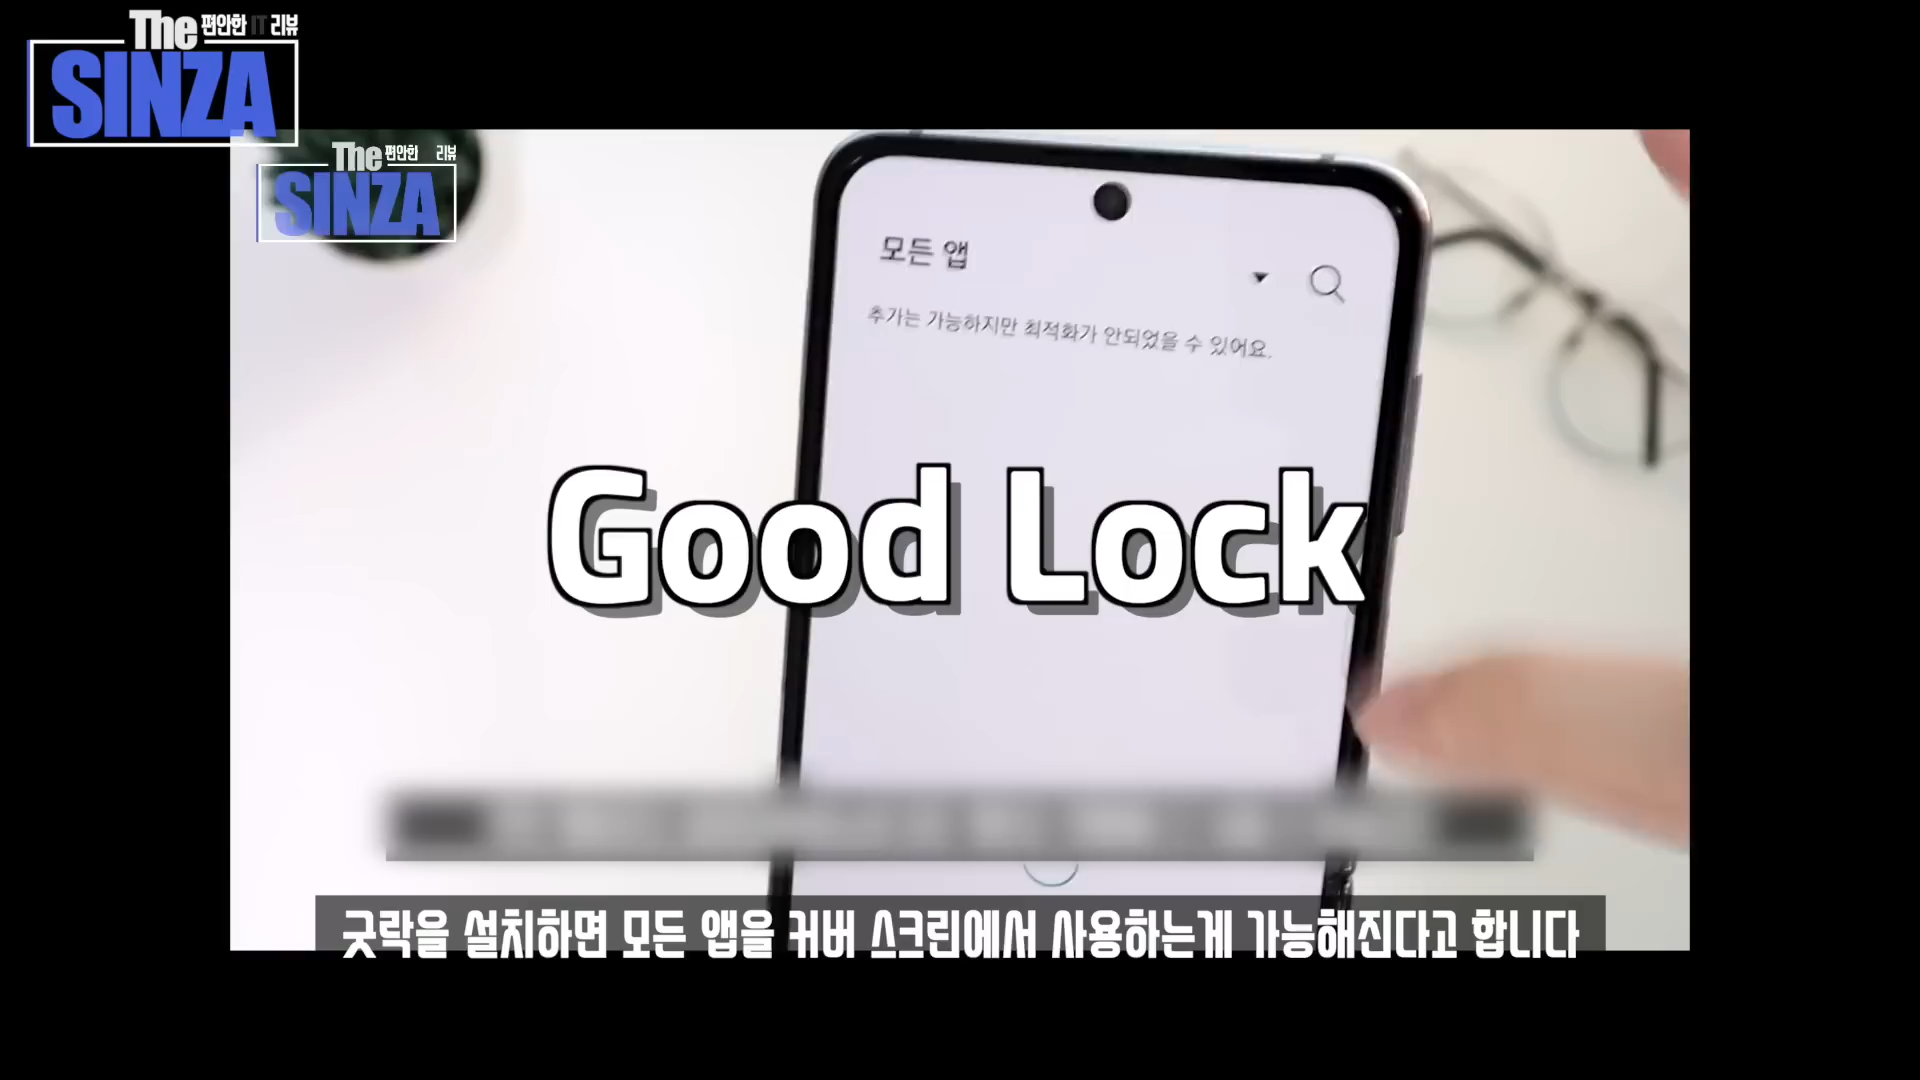 The 편안한 IT 리뷰
SINZA
The 편안한 리뷰
SINZA
모든 앱
추가는 가능하지만 최적화가 안되었을 수 있어요.
Good Lock
굿락을 설치하면 모든 앱을 커버 스크린에서 사용하는게 가능해진다고 합니다